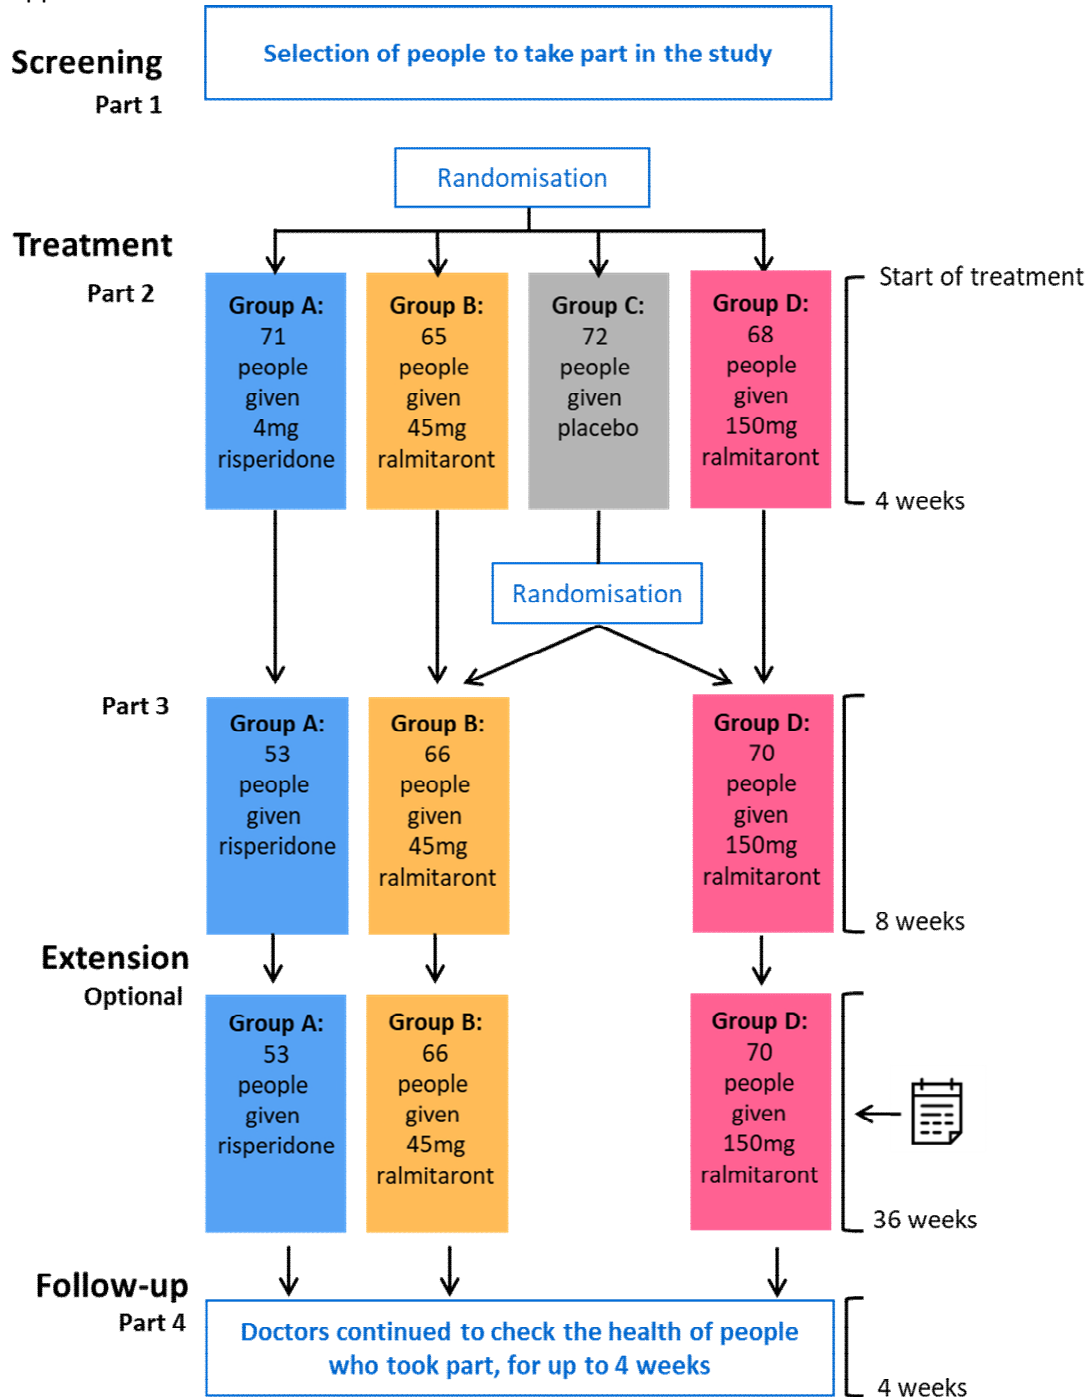 Screening
Part 1
Selection of people to take part in the study
Randomisation
Treatment
Part 2
Group A:
71
people
given
4mg
risperidone
Group B:
65
people
given
45mg
ralmitaront
Group C:
72
people
given
placebo
Group D:
68
people
given
150mg
ralmitaront
Start of treatment
4 weeks
Randomisation
Part 3
Group A:
53
people
given
risperidone
Group B:
66
people
given
45mg
ralmitaront
Group D:
70
people
given
150mg
ralmitaront
8 weeks
Extension
Optional
Group A:
53
people
given
risperidone
Group B:
66
people
given
45mg
ralmitaront
Group D:
70
people
given
150mg
ralmitaront
36 weeks
Follow-up
Part 4
Doctors continued to check the health of people
who took part, for up to 4 weeks
4 weeks